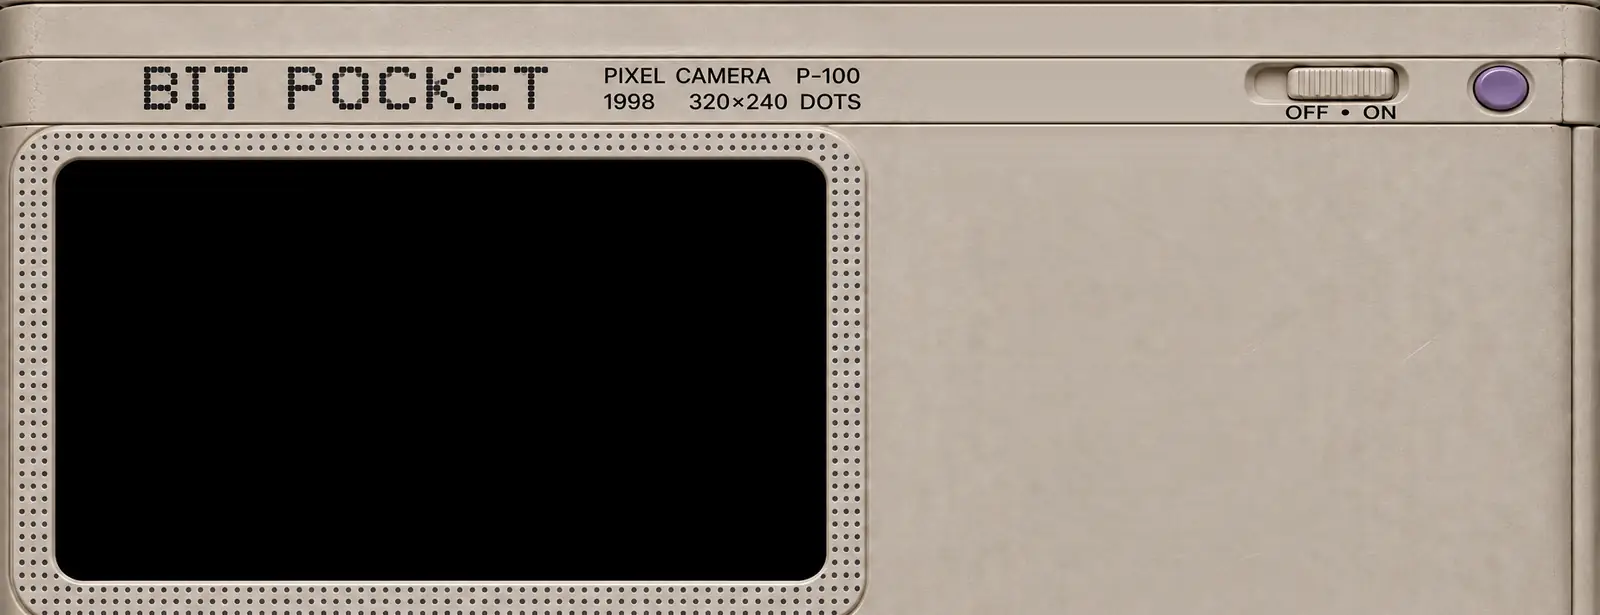 BIT POCKET
PIXEL CAMERA P-100
1998 320×240 DOTS
OFF • ON